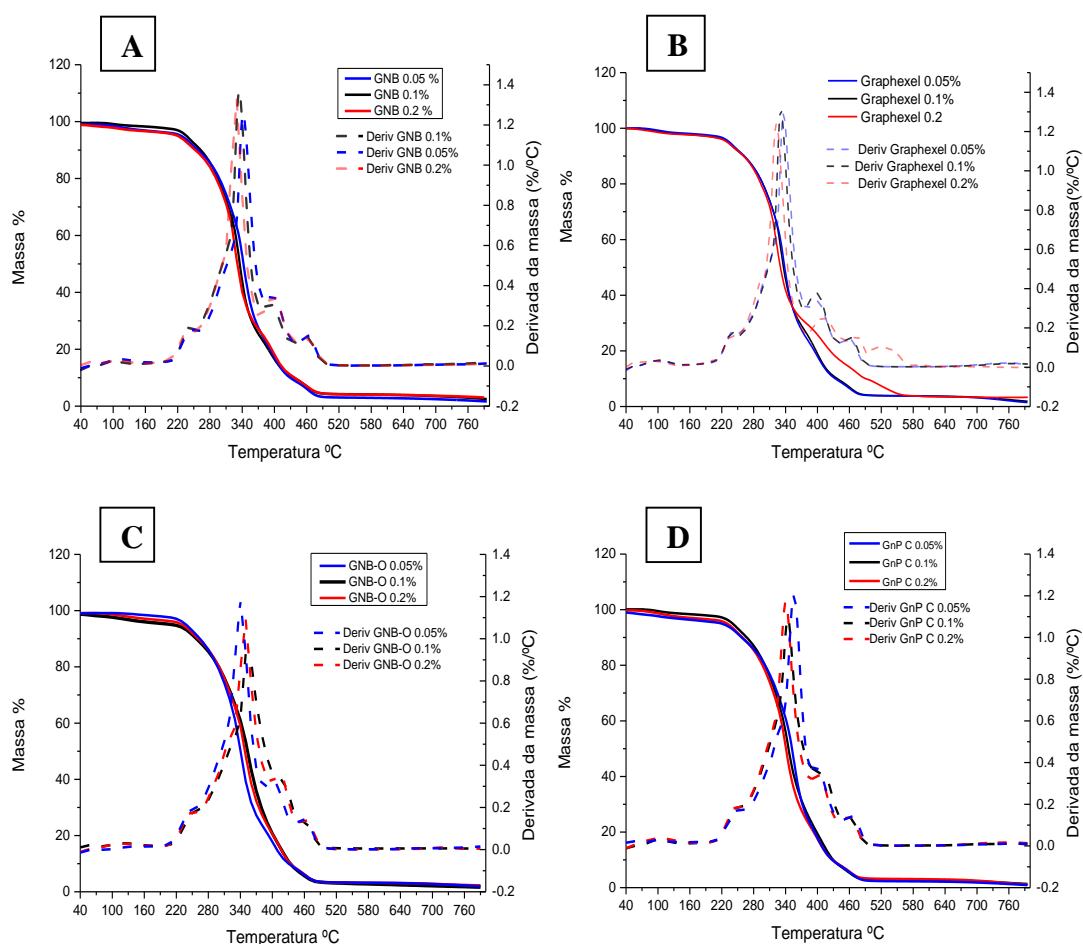 A
120
100
80
60
40
20
0
Massa %
40 100 160 220 280 340 400 460 520 580 640 700 760
Temperatura ºC
1.4
1.2
1.0
0.8
0.6
0.4
0.2
0.0
-0.2
Derivada da massa (%/ºC)
GNB 0.05 %
GNB 0.1%
GNB 0.2 %
Deriv GNB 0.1%
Deriv GNB 0.05%
Deriv GNB 0.2%
B
120
100
80
60
40
20
0
Massa %
40 100 160 220 280 340 400 460 520 580 640 700 760
Temperatura ºC
1.4
1.2
1.0
0.8
0.6
0.4
0.2
0.0
-0.2
Derivada da massa(%/ºC)
Graphexel 0.05%
Graphexel 0.1%
Graphexel 0.2
Deriv Graphexel 0.05%
Deriv Graphexel 0.1%
Deriv Graphexel 0.2%
C
120
100
80
60
40
20
0
Massa %
40 100 160 220 280 340 400 460 520 580 640 700 760
Temperatura ºC
1.4
1.2
1.0
0.8
0.6
0.4
0.2
0.0
-0.2
Derivada da massa (%/ºC)
GNB-O 0.05%
GNB-O 0.1%
GNB-O 0.2%
Deriv GNB-O 0.05%
Deriv GNB-O 0.1%
Deriv GNB-O 0.2%
D
120
100
80
60
40
20
0
Massa %
40 100 160 220 280 340 400 460 520 580 640 700 760
Temperatura ºC
1.4
1.2
1.0
0.8
0.6
0.4
0.2
0.0
-0.2
Derivada da massa (%/ºC)
GnP C 0.05%
GnP C 0.1%
GnP C 0.2%
Deriv GnP C 0.05%
Deriv GnP C 0.1%
Deriv GnP C 0.2%